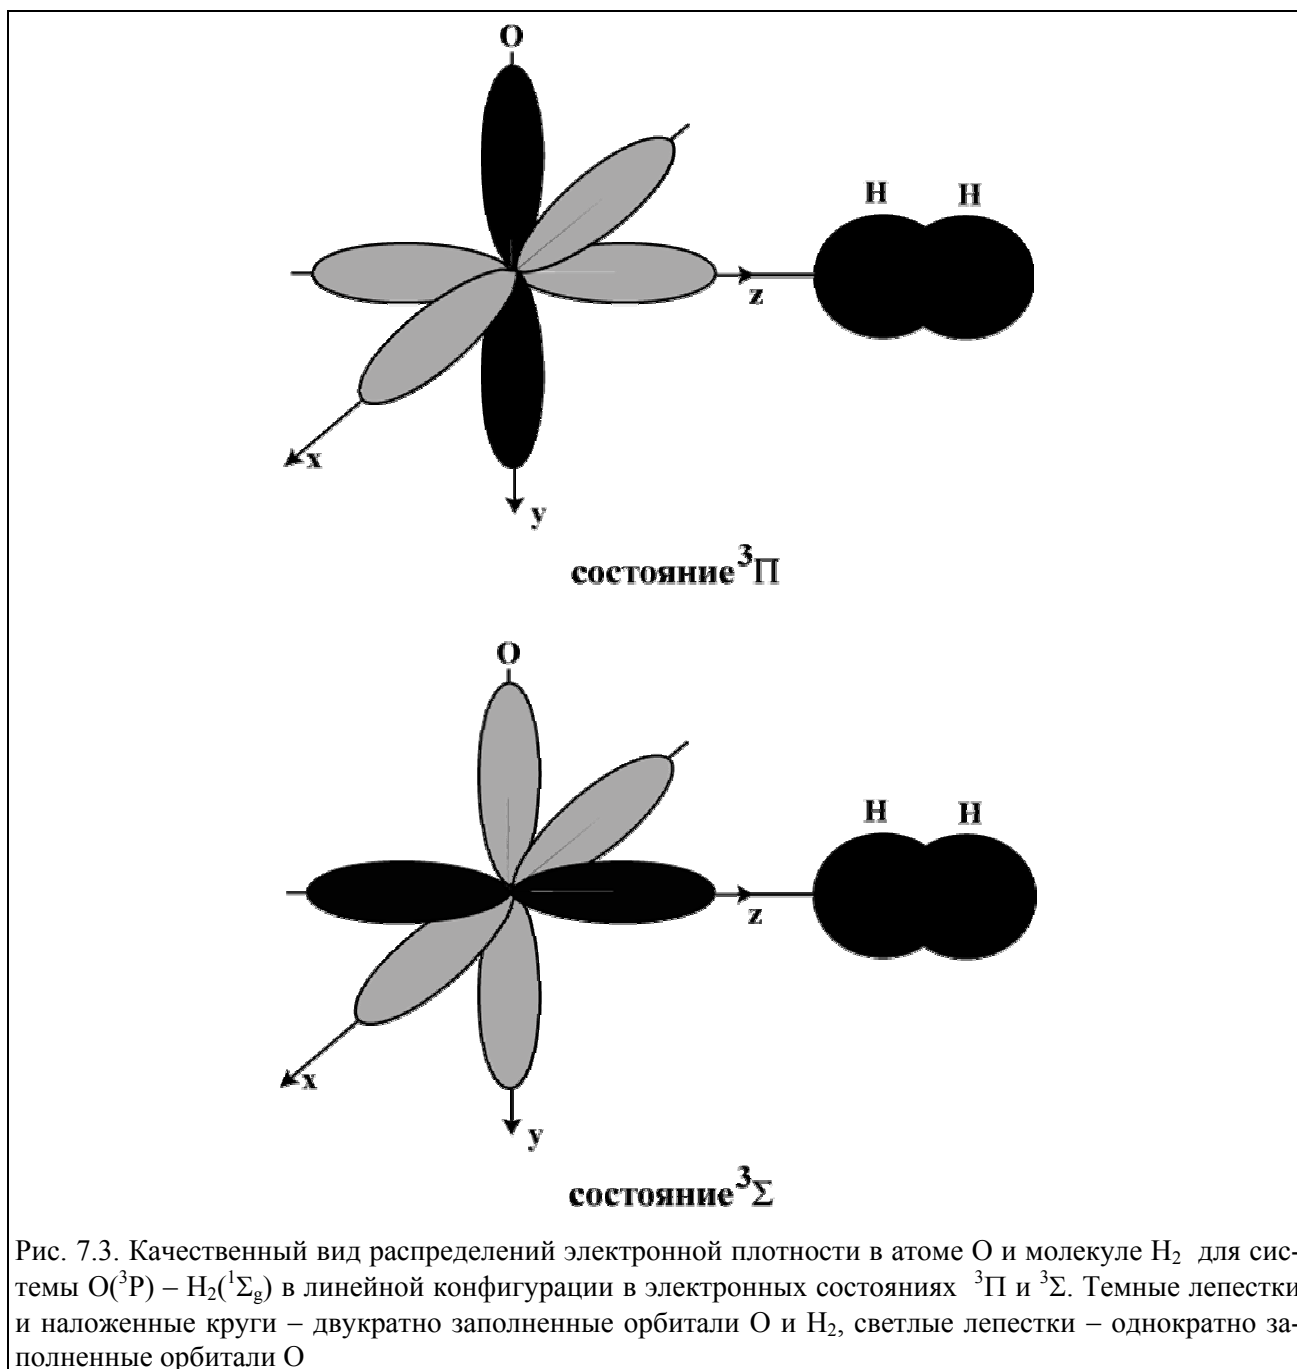 O
H H
z
x
y
состояние ³Π
O
H H
z
x
y
состояние ³Σ
Рис. 7.3. Качественный вид распределений электронной плотности в атоме O и молекуле H₂ для сис-
темы O(³P) – H₂(¹Σg) в линейной конфигурации в электронных состояниях ³Π и ³Σ. Темные лепестки
и наложенные круги – двукратно заполненные орбитали O и H₂, светлые лепестки – однократно за-
полненные орбитали O